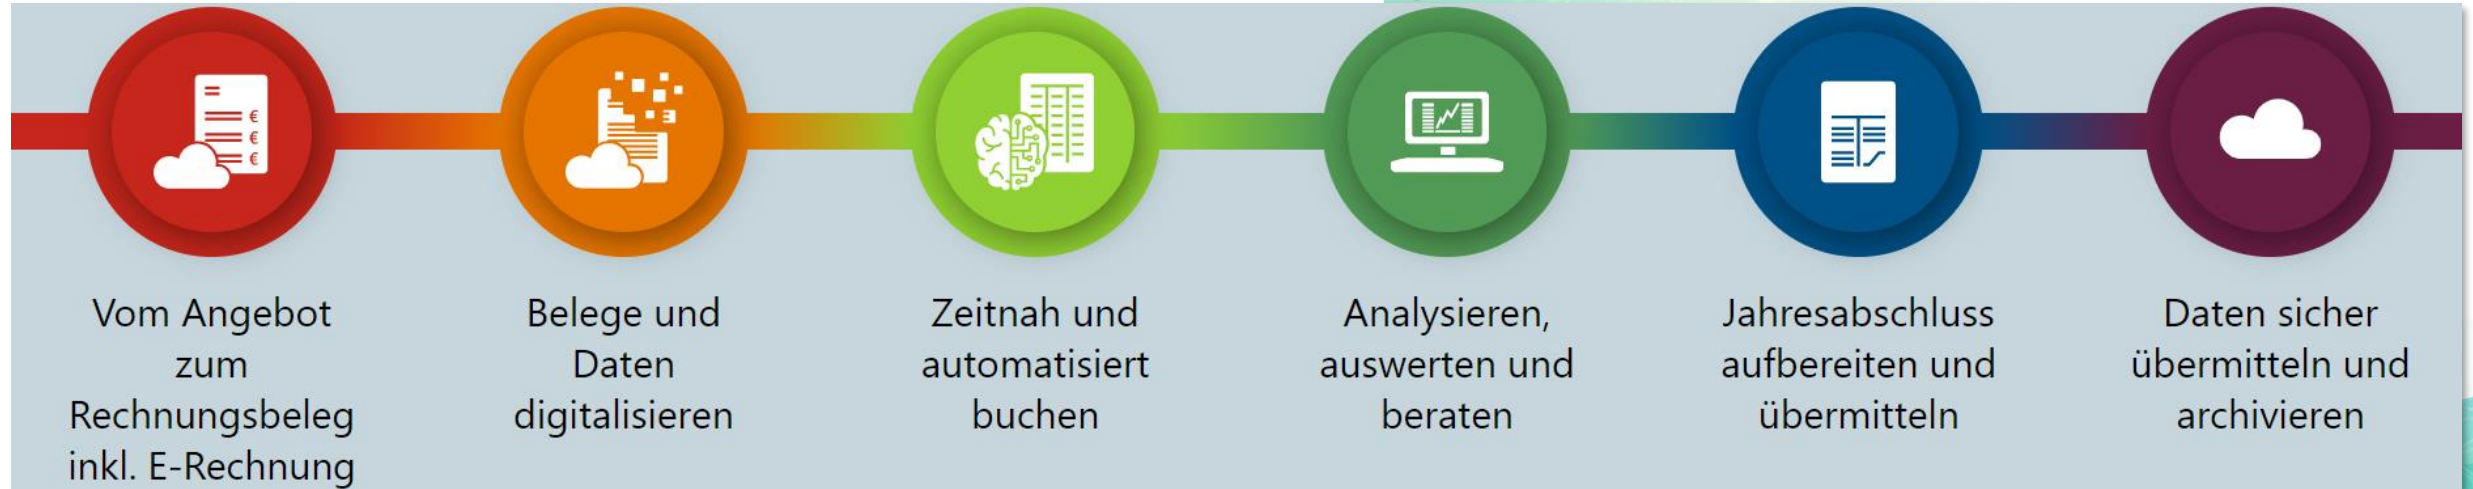 Vom Angebot
zum
Rechnungsbeleg
inkl. E-Rechnung
Belege und
Daten
digitalisieren
Zeitnah und
automatisiert
buchen
Analysieren,
auswerten und
beraten
Jahresabschluss
aufbereiten und
übermitteln
Daten sicher
übermitteln und
archivieren